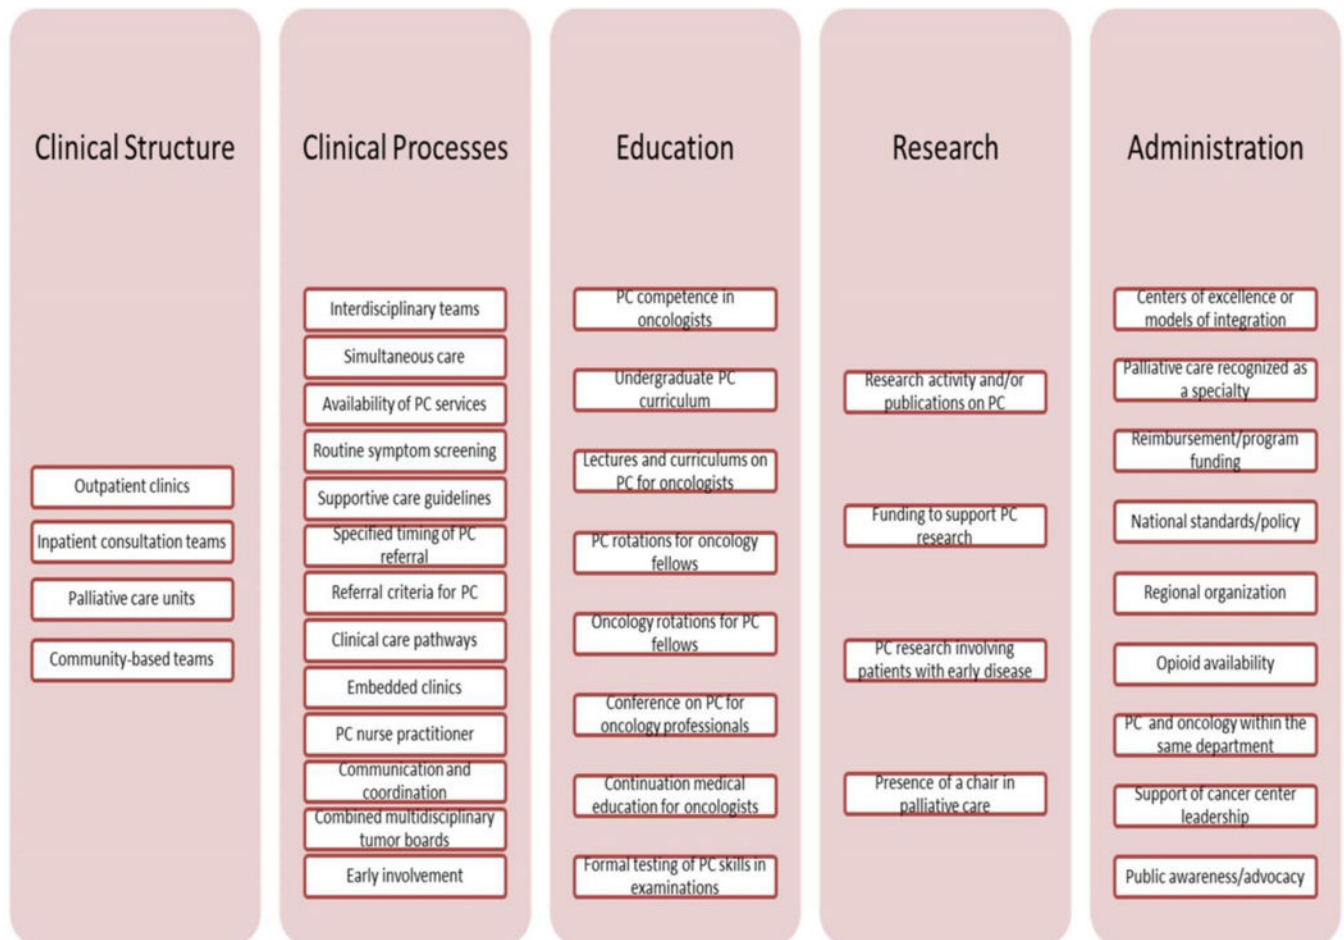 Clinical Structure
Outpatient clinics
Inpatient consultation teams
Palliative care units
Community-based teams
Clinical Processes
Interdisciplinary teams
Simultaneous care
Availability of PC services
Routine symptom screening
Supportive care guidelines
Specified timing of PC
referral
Referral criteria for PC
Clinical care pathways
Embedded clinics
PC nurse practitioner
Communication and
coordination
Combined multidisciplinary
tumor boards
Early involvement
Education
PC competence in
oncologists
Undergraduate PC
curriculum
Lectures and curriculums on
PC for oncologists
PC rotations for oncology
fellows
Oncology rotations for PC
fellows
Conference on PC for
oncology professionals
Continuation medical
education for oncologists
Formal testing of PC skills in
examinations
Research
Research activity and/or
publications on PC
Funding to support PC
research
PC research involving
patients with early disease
Presence of a chair in
palliative care
Administration
Centers of excellence or
models of integration
Palliative care recognized as
a specialty
Reimbursement/program
funding
National standards/policy
Regional organization
Opioid availability
PC and oncology within the
same department
Support of cancer center
leadership
Public awareness/advocacy